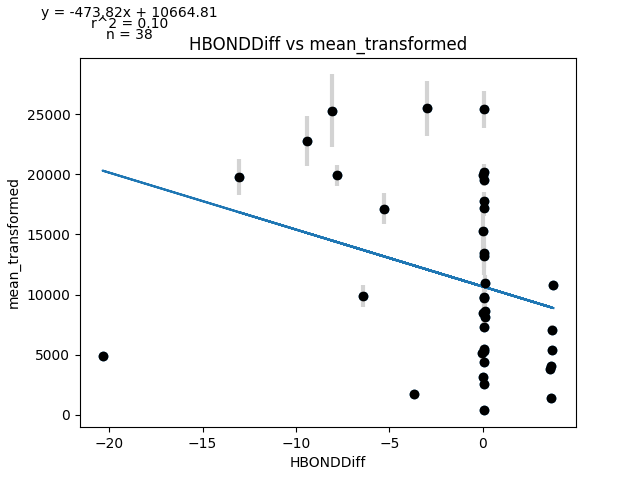 y = -473.82x + 10664.81
r^2 = 0.10
n = 38
HBONDDiff vs mean_transformed
mean_transformed
25000
20000
15000
10000
5000
0
−20
−15
−10
−5
0
HBONDDiff